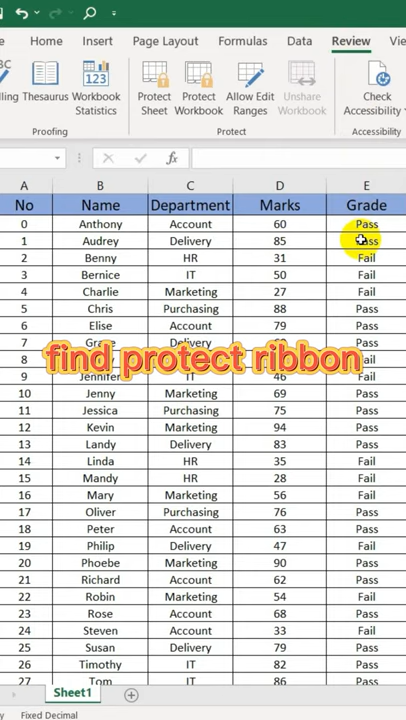 Home Insert Page Layout Formulas Data Review
Thesaurus Workbook Statistics
Protect Sheet Protect Workbook Allow Edit Ranges Unshare Workbook
Check Accessibility
Proofing Protect Accessibility
fx
A B C D E
No Name Department Marks Grade
0 Anthony Account 60 Pass
1 Audrey Delivery 85
2 Benny HR 31 Fail
3 Bernice IT 50 Fail
4 Charlie Marketing 27 Fail
5 Chris Purchasing 88 Pass
6 Elise Account 79 Pass
7
find protect ribbon
8
9 Jennifer IT 46 Fail
10 Jenny Marketing 69 Pass
11 Jessica Purchasing 75 Pass
12 Kevin Marketing 94 Pass
13 Landy Delivery 83 Pass
14 Linda HR 35 Fail
15 Mandy HR 28 Fail
16 Mary Marketing 56 Fail
17 Oliver Purchasing 76 Pass
18 Peter Account 63 Pass
19 Philip Delivery 47 Fail
20 Phoebe Marketing 90 Pass
21 Richard Account 62 Pass
22 Robin Marketing 54 Fail
23 Rose Account 68 Pass
24 Steven Account 33 Fail
25 Susan Delivery 79 Pass
26 Timothy IT 82 Pass
27 Tom IT 86 Pass
Sheet1
Fixed Decimal